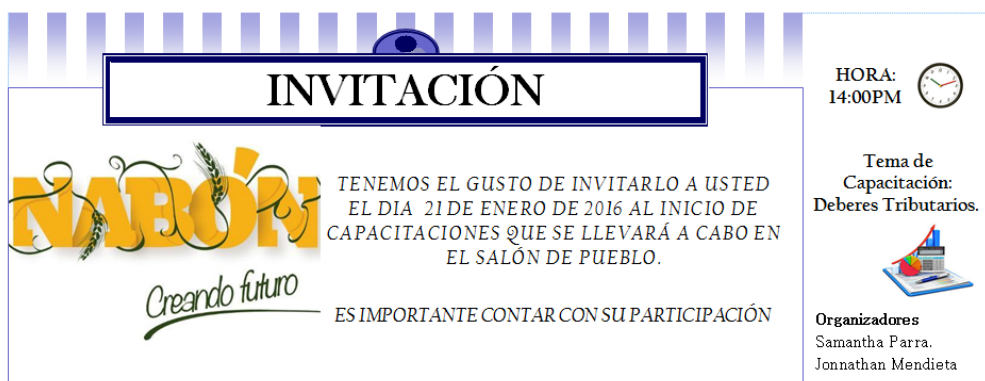 INVITACIÓN
NABÓN
Creando futuro
TENEMOS EL GUSTO DE INVITARLO A USTED
EL DIA 21 DE ENERO DE 2016 AL INICIO DE
CAPACITACIONES QUE SE LLEVARÁ A CABO EN
EL SALÓN DE PUEBLO.
ES IMPORTANTE CONTAR CON SU PARTICIPACIÓN
HORA:
14:00PM
Tema de
Capacitación:
Deberes Tributarios.
Organizadores
Samantha Parra.
Jonnathan Mendieta